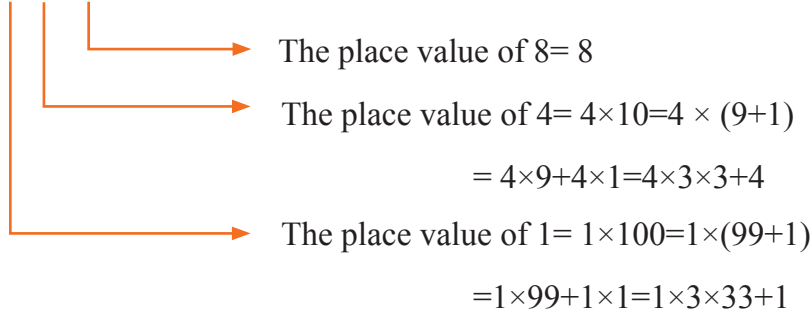 The place value of 8= 8
The place value of 4= 4×10=4 × (9+1)
= 4×9+4×1=4×3×3+4
The place value of 1= 1×100=1×(99+1)
=1×99+1×1=1×3×33+1